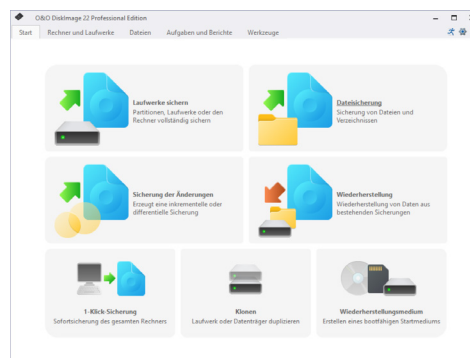 O&O DiskImage 22 Professional Edition
Start Rechner und Laufwerke Dateien Aufgaben und Berichte Werkzeuge
Laufwerke sichern
Partitionen, Laufwerke oder den
Rechner vollständig sichern
Dateisicherung
Sicherung von Dateien und
Verzeichnissen
Sicherung der Änderungen
Erzeugt eine inkrementelle oder
differentielle Sicherung
Wiederherstellung
Wiederherstellung von Daten aus
bestehenden Sicherungen
1-Klick-Sicherung
Sofortsicherung des gesamten Rechners
Klonen
Laufwerk oder Datenträger duplizieren
Wiederherstellungsmedium
Erstellen eines bootfähigen Startmediums